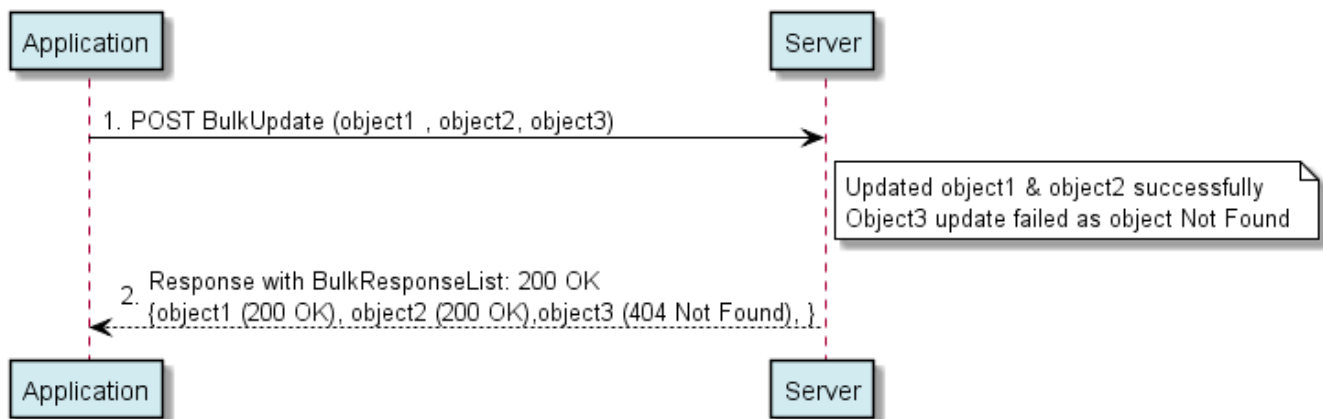 Application
Server
1. POST BulkUpdate (object1 , object2, object3)
Updated object1 & object2 successfully
Object3 update failed as object Not Found
2.
Response with BulkResponseList: 200 OK
{object1 (200 OK), object2 (200 OK),object3 (404 Not Found), }
Application
Server